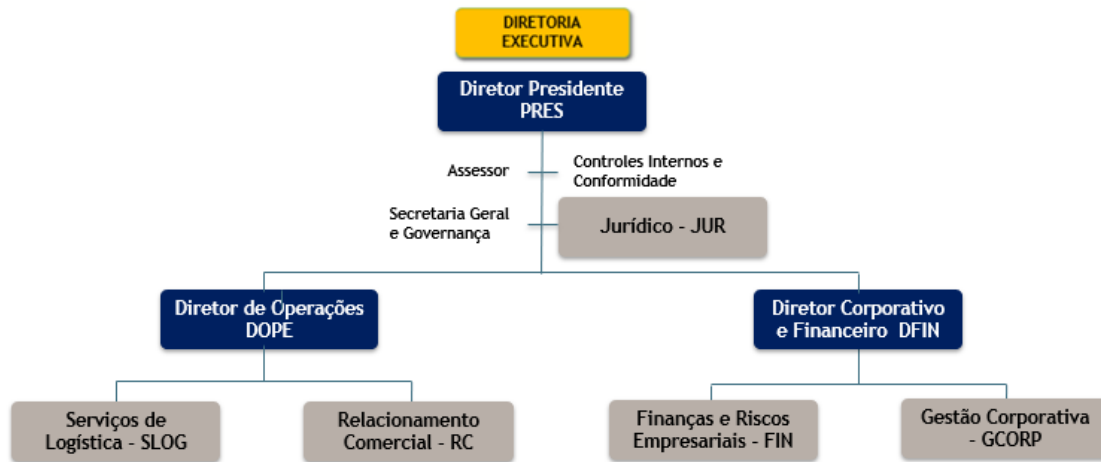 DIRETORIA
EXECUTIVA
Diretor Presidente
PRES
Assessor
Controles Internos e
Conformidade
Secretaria Geral
e Governança
Jurídico - JUR
Diretor de Operações
DOPE
Diretor Corporativo
e Financeiro DFIN
Serviços de
Logística - SLOG
Relacionamento
Comercial - RC
Finanças e Riscos
Empresariais - FIN
Gestão Corporativa
- GCORP